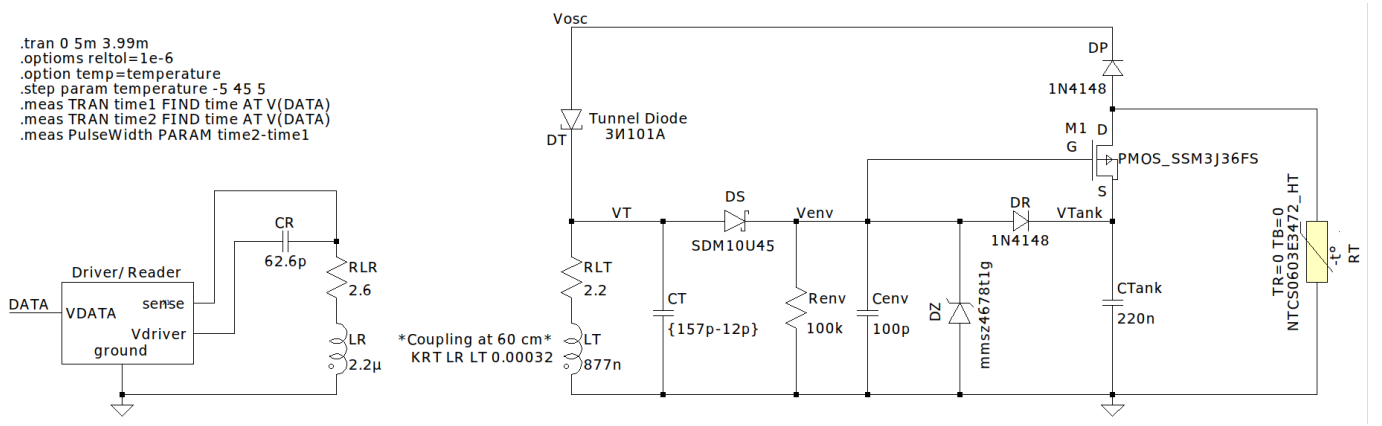 .tran 0 5m 3.99m
.optioms reltol=1e-6
.option temp=temperature
.step param temperature -5 45 5
.meas TRAN time1 FIND time AT V(DATA)
.meas TRAN time2 FIND time AT V(DATA)
.meas PulseWidth PARAM time2-time1
Vosc
DP
1N4148
Tunnel Diode
3И101A
DT
M1
D
G
PMOS_SSM3J36FS
S
VT
DS
SDM10U45
Venv
DR
1N4148
VTank
CR
62.6p
Driver/Reader
DATA
VDATA
sense
Vdriver
ground
RLR
2.6
LR
2.2µ
*Coupling at 60 cm*
KRT LR LT 0.00032
RLT
2.2
LT
877n
CT
{157p-12p}
Renv
100k
Cenv
100p
DZ
mmsz4678t1g
CTank
220n
TR=0 TB=0
NTCS0603E3472_HT
-t°
RT